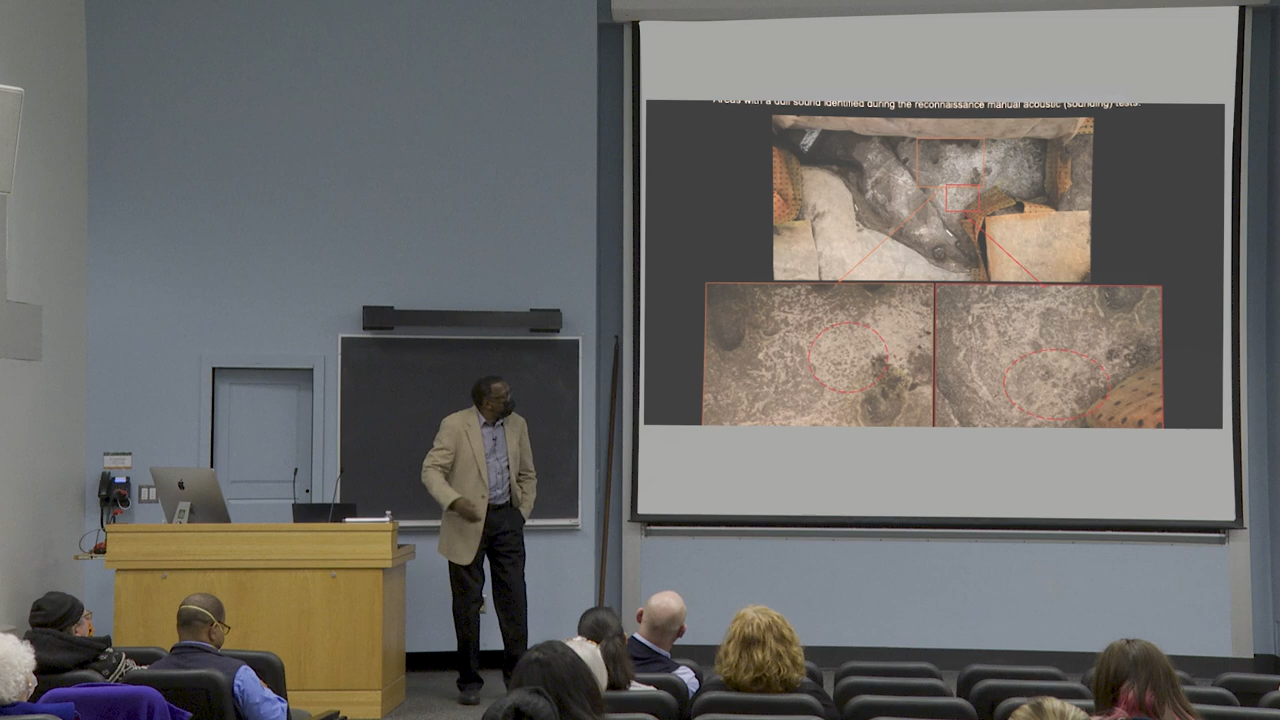 Areas with a dull sound identified during the reconnaissance manual acoustic (sounding) tests.